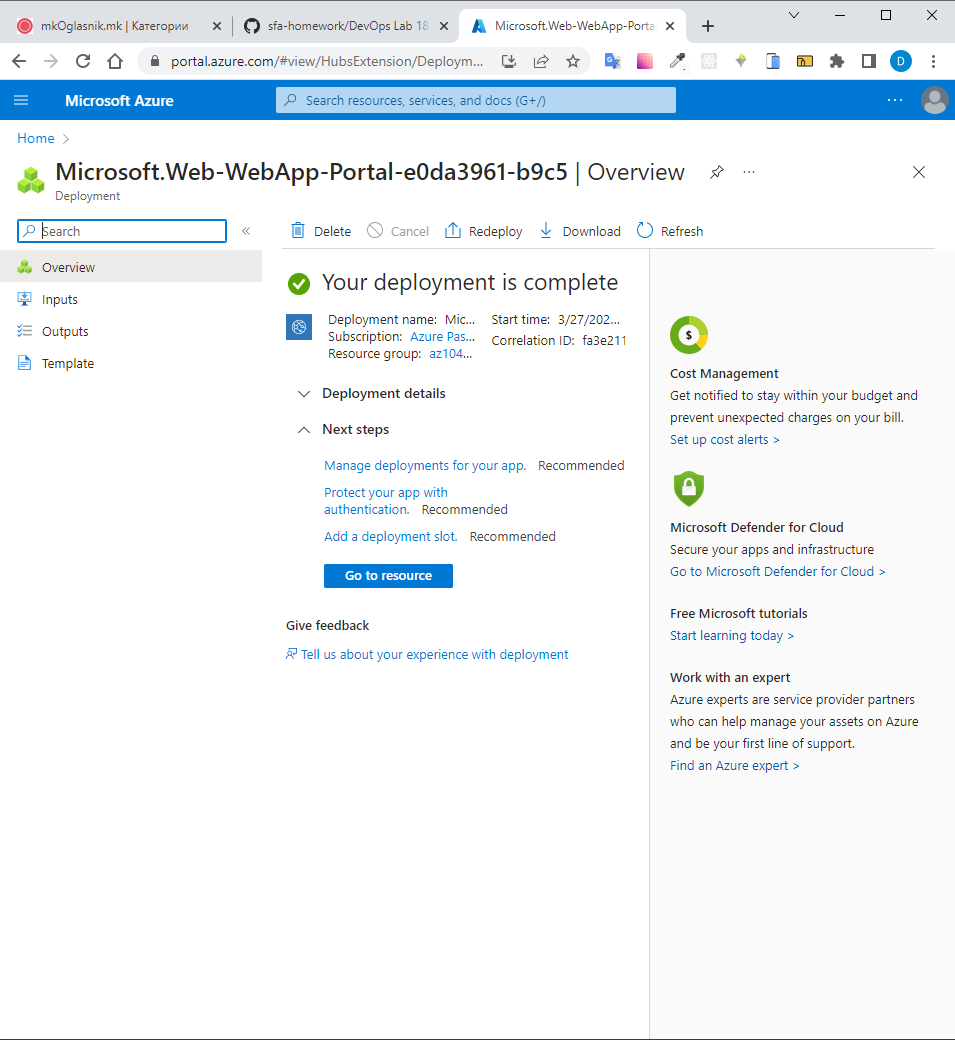 mkOglasnik.mk | Категории
sfa-homework/DevOps Lab 18
Microsoft.Web-WebApp-Porta
portal.azure.com/#view/HubsExtension/Deploym...
D
Microsoft Azure
Search resources, services, and docs (G+/)
Home >
Microsoft.Web-WebApp-Portal-e0da3961-b9c5 | Overview
Deployment
Search
Delete
Cancel
Redeploy
Download
Refresh
Overview
Inputs
Outputs
Template
Your deployment is complete
Deployment name: Mic...
Subscription: Azure Pas...
Resource group: az104...
Start time: 3/27/202...
Correlation ID: fa3e211
Deployment details
Next steps
Manage deployments for your app. Recommended
Protect your app with
authentication. Recommended
Add a deployment slot. Recommended
Go to resource
Give feedback
Tell us about your experience with deployment
$
Cost Management
Get notified to stay within your budget and
prevent unexpected charges on your bill.
Set up cost alerts >
Microsoft Defender for Cloud
Secure your apps and infrastructure
Go to Microsoft Defender for Cloud >
Free Microsoft tutorials
Start learning today >
Work with an expert
Azure experts are service provider partners
who can help manage your assets on Azure
and be your first line of support.
Find an Azure expert >